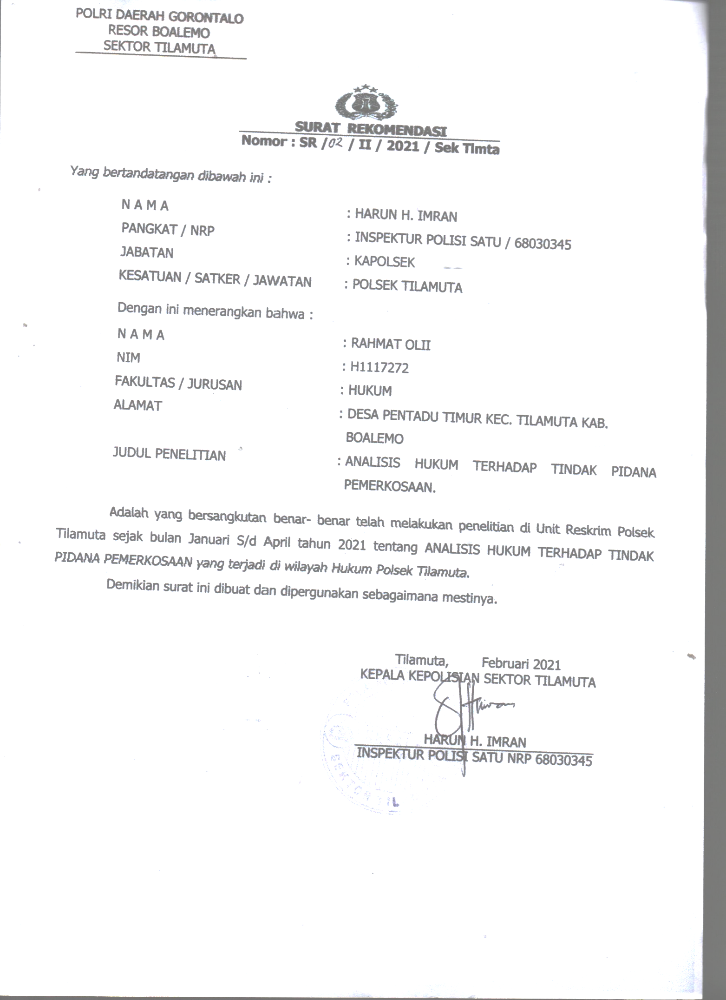 POLRI DAERAH GORONTALO
RESOR BOALEMO
SEKTOR TILAMUTA
SURAT REKOMENDASI
Nomor : SR /02 / II / 2021 / Sek Tlmta
Yang bertandatangan dibawah ini :
N A M A : HARUN H. IMRAN
PANGKAT / NRP : INSPEKTUR POLISI SATU / 68030345
JABATAN : KAPOLSEK
KESATUAN / SATKER / JAWATAN : POLSEK TILAMUTA
Dengan ini menerangkan bahwa :
N A M A : RAHMAT OLII
NIM : H1117272
FAKULTAS / JURUSAN : HUKUM
ALAMAT : DESA PENTADU TIMUR KEC. TILAMUTA KAB.
BOALEMO
JUDUL PENELITIAN : ANALISIS HUKUM TERHADAP TINDAK PIDANA
PEMERKOSAAN.
Adalah yang bersangkutan benar- benar telah melakukan penelitian di Unit Reskrim Polsek
Tilamuta sejak bulan Januari S/d April tahun 2021 tentang ANALISIS HUKUM TERHADAP TINDAK
PIDANA PEMERKOSAAN yang terjadi di wilayah Hukum Polsek Tilamuta.
Demikian surat ini dibuat dan dipergunakan sebagaimana mestinya.
Tilamuta, Februari 2021
KEPALA KEPOLISIAN SEKTOR TILAMUTA
HARUN H. IMRAN
INSPEKTUR POLISI SATU NRP 68030345
SEKTOR TIL